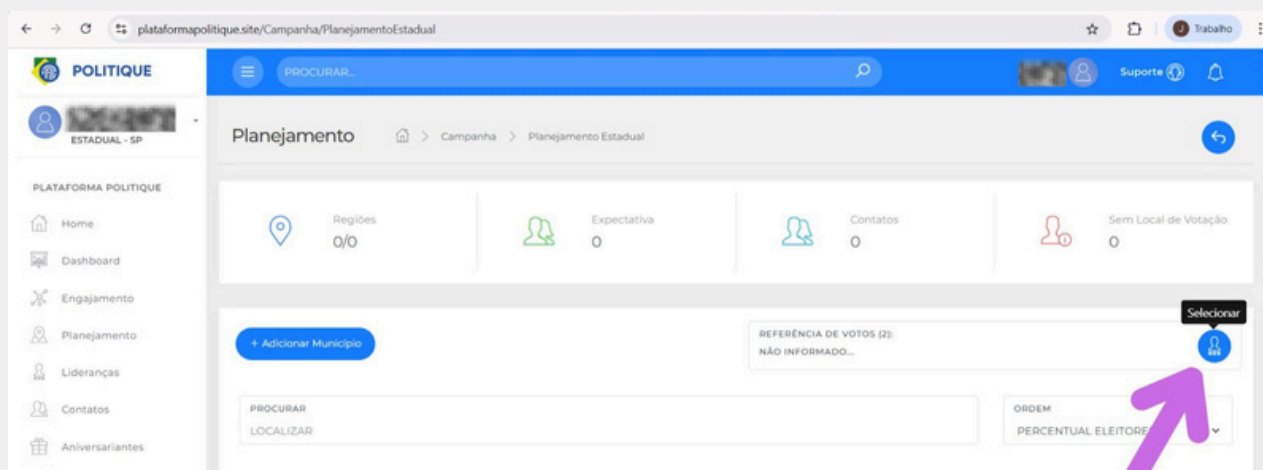 plataformapolitique.site/Campanha/PlanejamentoEstadual
J
Trabalho
POLITIQUE
PROCURAR...
Suporte
ESTADUAL - SP
Planejamento
Campanha > Planejamento Estadual
PLATAFORMA POLITIQUE
Home
Dashboard
Engajamento
Planejamento
Lideranças
Contatos
Aniversariantes
Regiões
0/0
Expectativa
0
Contatos
0
Sem Local de Votação
0
Selecionar
+ Adicionar Município
REFERÊNCIA DE VOTOS (2):
NÃO INFORMADO...
PROCURAR
LOCALIZAR
ORDEM
PERCENTUAL